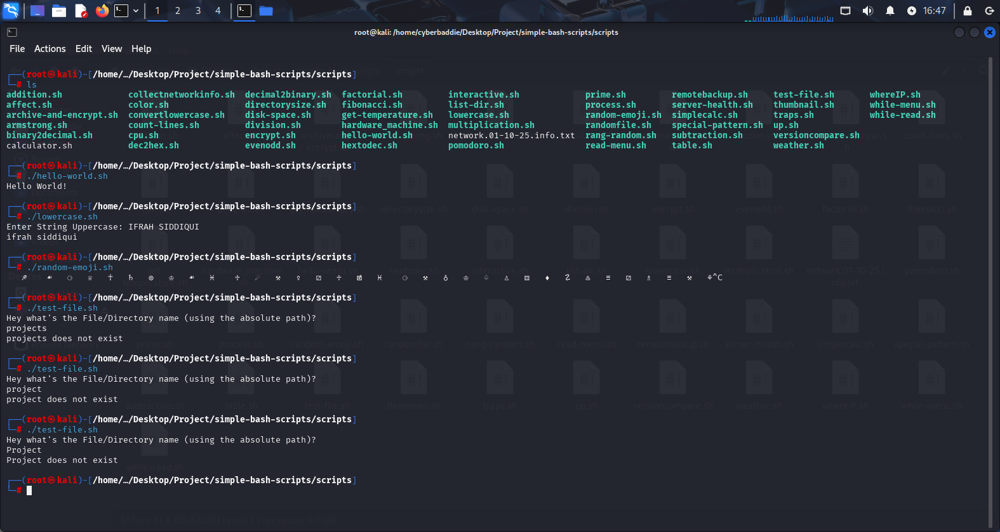 1 2 3 4 16:47
root@kali: /home/cyberbaddie/Desktop/Project/simple-bash-scripts/scripts
File Actions Edit View Help
┌──(root㉿kali)-[/home/…/Desktop/Project/simple-bash-scripts/scripts]
└─# ls
addition.sh collectnetworkinfo.sh decimal2binary.sh factorial.sh interactive.sh prime.sh remotebackup.sh test-file.sh whereIP.sh
affect.sh color.sh directorysize.sh fibonacci.sh list-dir.sh process.sh server-health.sh thumbnail.sh while-menu.sh
archive-and-encrypt.sh convertlowercase.sh disk-space.sh get-temperature.sh lowercase.sh random-emoji.sh simplecalc.sh traps.sh while-read.sh
armstrong.sh count-lines.sh division.sh hardware_machine.sh multiplication.sh randomfile.sh special-pattern.sh up.sh
binary2decimal.sh cpu.sh encrypt.sh hello-world.sh network.01-10-25.info.txt rang-random.sh subtraction.sh versioncompare.sh
calculator.sh dec2hex.sh evenodd.sh hextodec.sh pomodoro.sh read-menu.sh table.sh weather.sh
┌──(root㉿kali)-[/home/…/Desktop/Project/simple-bash-scripts/scripts]
└─# ./hello-world.sh
Hello World!
┌──(root㉿kali)-[/home/…/Desktop/Project/simple-bash-scripts/scripts]
└─# ./lowercase.sh
Enter String Uppercase: IFRAH SIDDIQUI
ifrah siddiqui
┌──(root㉿kali)-[/home/…/Desktop/Project/simple-bash-scripts/scripts]
└─# ./random-emoji.sh
^C
┌──(root㉿kali)-[/home/…/Desktop/Project/simple-bash-scripts/scripts]
└─# ./test-file.sh
Hey what's the File/Directory name (using the absolute path)?
projects
projects does not exist
┌──(root㉿kali)-[/home/…/Desktop/Project/simple-bash-scripts/scripts]
└─# ./test-file.sh
Hey what's the File/Directory name (using the absolute path)?
project
project does not exist
┌──(root㉿kali)-[/home/…/Desktop/Project/simple-bash-scripts/scripts]
└─# ./test-file.sh
Hey what's the File/Directory name (using the absolute path)?
Project
Project does not exist
┌──(root㉿kali)-[/home/…/Desktop/Project/simple-bash-scripts/scripts]
└─#